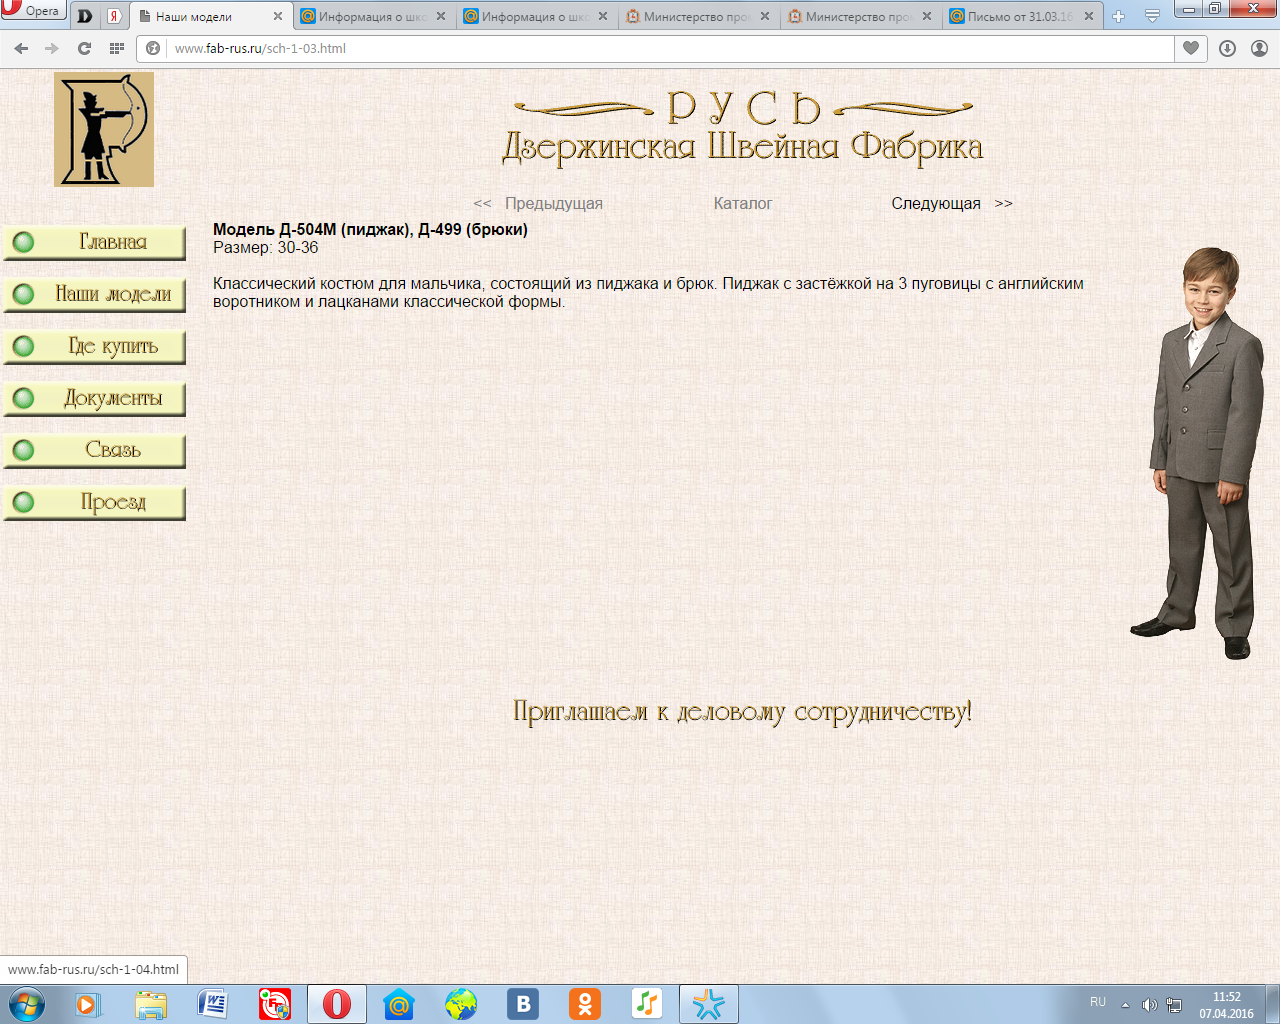 Opera
Наши модели
Информация о шко
Информация о шко
Министерство пром
Министерство пром
Письмо от 31.03.16
www.fab-rus.ru/sch-1-03.html
РУСЬ
Дзержинская Швейная Фабрика
<< Предыдущая Каталог Следующая >>
Главная
Наши модели
Где купить
Документы
Связь
Проезд
Модель Д-504М (пиджак), Д-499 (брюки)
Размер: 30-36
Классический костюм для мальчика, состоящий из пиджака и брюк. Пиджак с застёжкой на 3 пуговицы с английским
воротником и лацканами классической формы.
Приглашаем к деловому сотрудничеству!
www.fab-rus.ru/sch-1-04.html
RU
11:52
07.04.2016